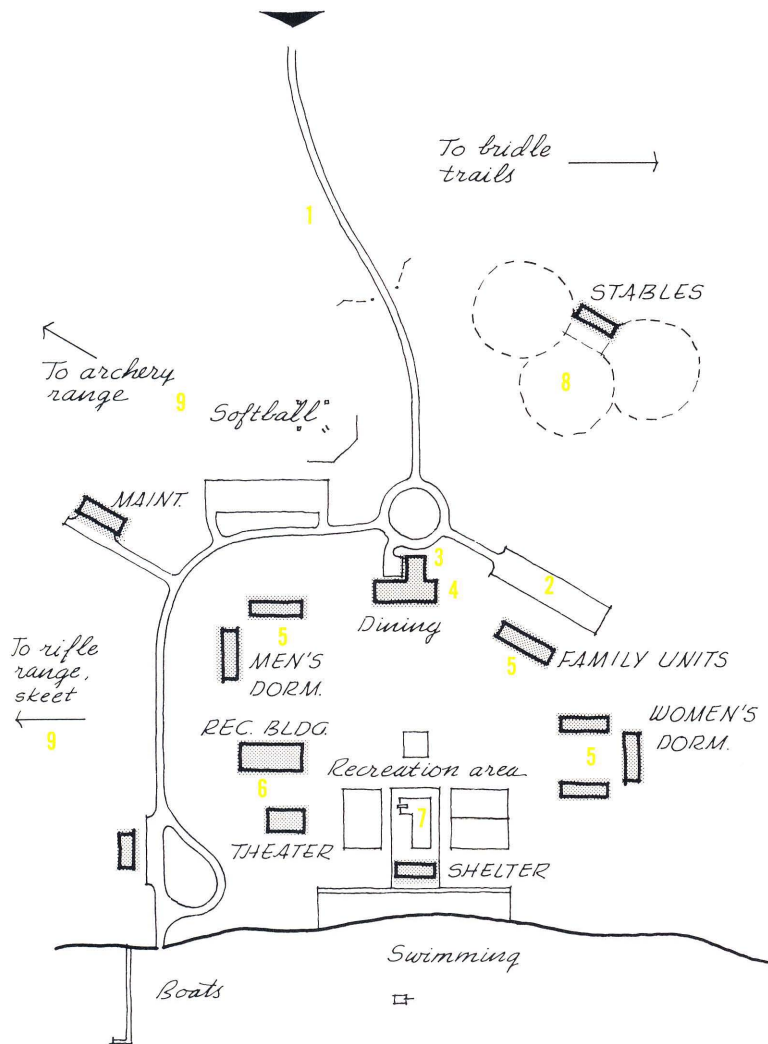 To bridle
trails
1
STABLES
To archery
range
8
9
Softball
MAINT.
3
2
4
Dining
5
MEN'S
DORM.
5
FAMILY UNITS
To rifle
range,
skeet
9
WOMEN'S
DORM.
5
REC. BLDG.
Recreation area
6
7
THEATER
SHELTER
Swimming
Boats